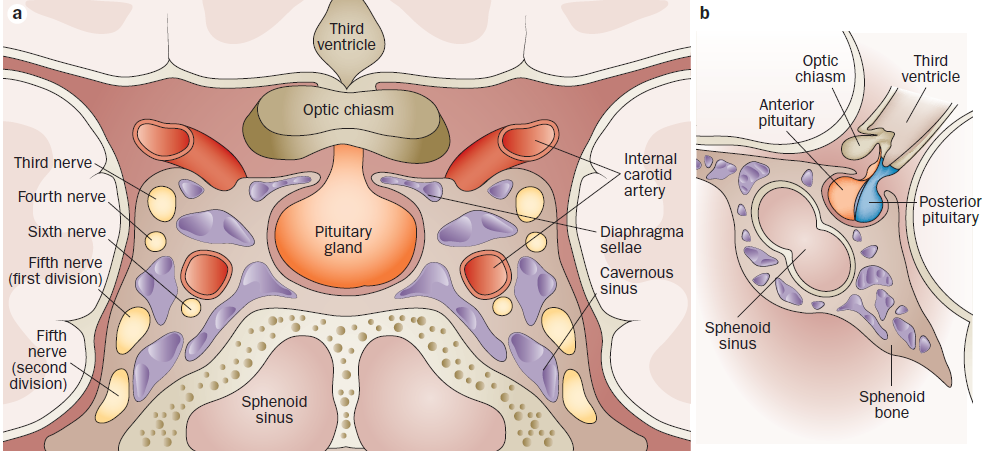 a
Third
ventricle
Optic chiasm
Third nerve
Fourth nerve
Sixth nerve
Fifth nerve
(first division)
Fifth
nerve
(second
division)
Pituitary
gland
Sphenoid
sinus
Internal
carotid
artery
Diaphragma
sellae
Cavernous
sinus
b
Optic
chiasm
Third
ventricle
Anterior
pituitary
Posterior
pituitary
Sphenoid
sinus
Sphenoid
bone